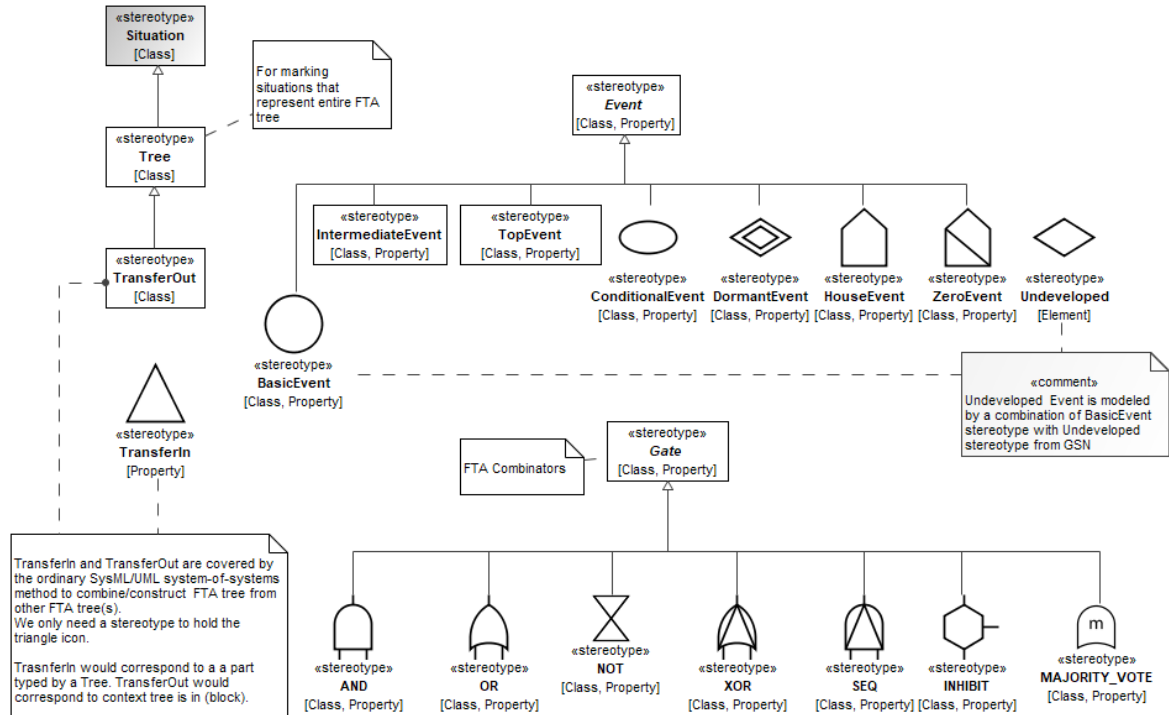 «stereotype»
Situation
[Class]
For marking
situations that
represent entire FTA
tree
«stereotype»
Tree
[Class]
«stereotype»
TransferOut
[Class]
«stereotype»
TransferIn
[Property]
TransferIn and TransferOut are covered by
the ordinary SysML/UML system-of-systems
method to combine/construct FTA tree from
other FTA tree(s).
We only need a stereotype to hold the
triangle icon.
TrasnferIn would correspond to a a part
typed by a Tree. TransferOut would
correspond to context tree is in (block).
«stereotype»
Event
[Class, Property]
«stereotype»
IntermediateEvent
[Class, Property]
«stereotype»
TopEvent
[Class, Property]
«stereotype»
ConditionalEvent
[Class, Property]
«stereotype»
DormantEvent
[Class, Property]
«stereotype»
HouseEvent
[Class, Property]
«stereotype»
ZeroEvent
[Class, Property]
«stereotype»
Undeveloped
[Element]
«stereotype»
BasicEvent
[Class, Property]
«comment»
Undeveloped Event is modeled
by a combination of BasicEvent
stereotype with Undeveloped
stereotype from GSN
FTA Combinators
«stereotype»
Gate
[Class, Property]
«stereotype»
AND
[Class, Property]
«stereotype»
OR
[Class, Property]
«stereotype»
NOT
[Class, Property]
«stereotype»
XOR
[Class, Property]
«stereotype»
SEQ
[Class, Property]
«stereotype»
INHIBIT
[Class, Property]
m
«stereotype»
MAJORITY_VOTE
[Class, Property]